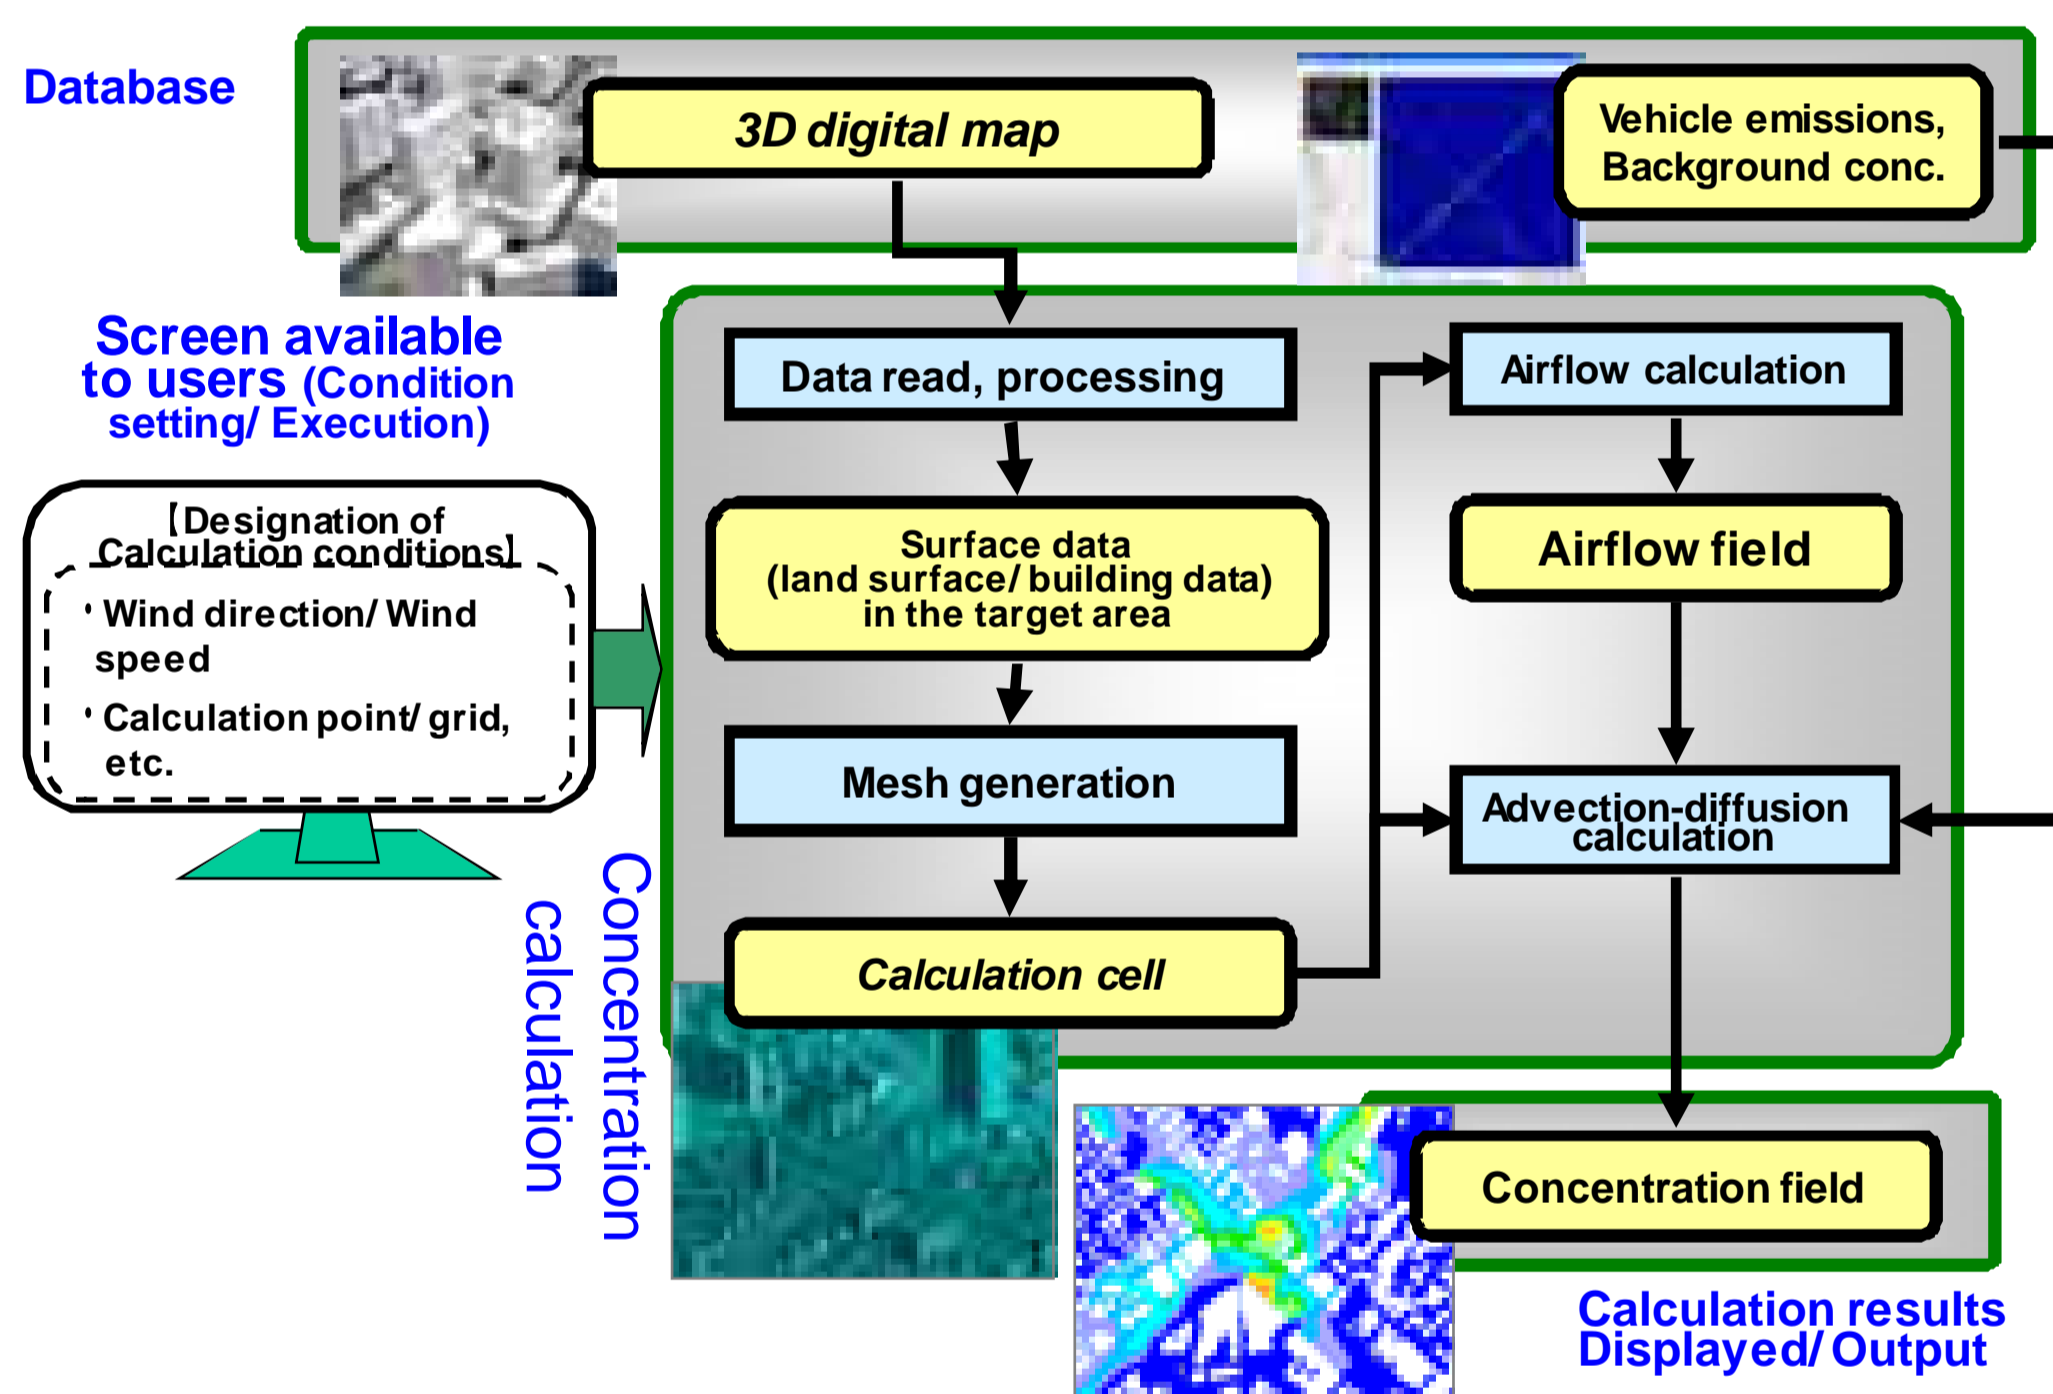 Database
3D digital map
Vehicle emissions,
Background conc.
Screen available
to users (Condition
setting/ Execution)
Data read, processing
Airflow calculation
【Designation of
Calculation conditions】
・Wind direction/ Wind
speed
・Calculation point/ grid,
etc.
Surface data
(land surface/ building data)
in the target area
Airflow field
Mesh generation
Advection-diffusion
calculation
Concentration
calculation
Calculation cell
Concentration field
Calculation results
Displayed/ Output